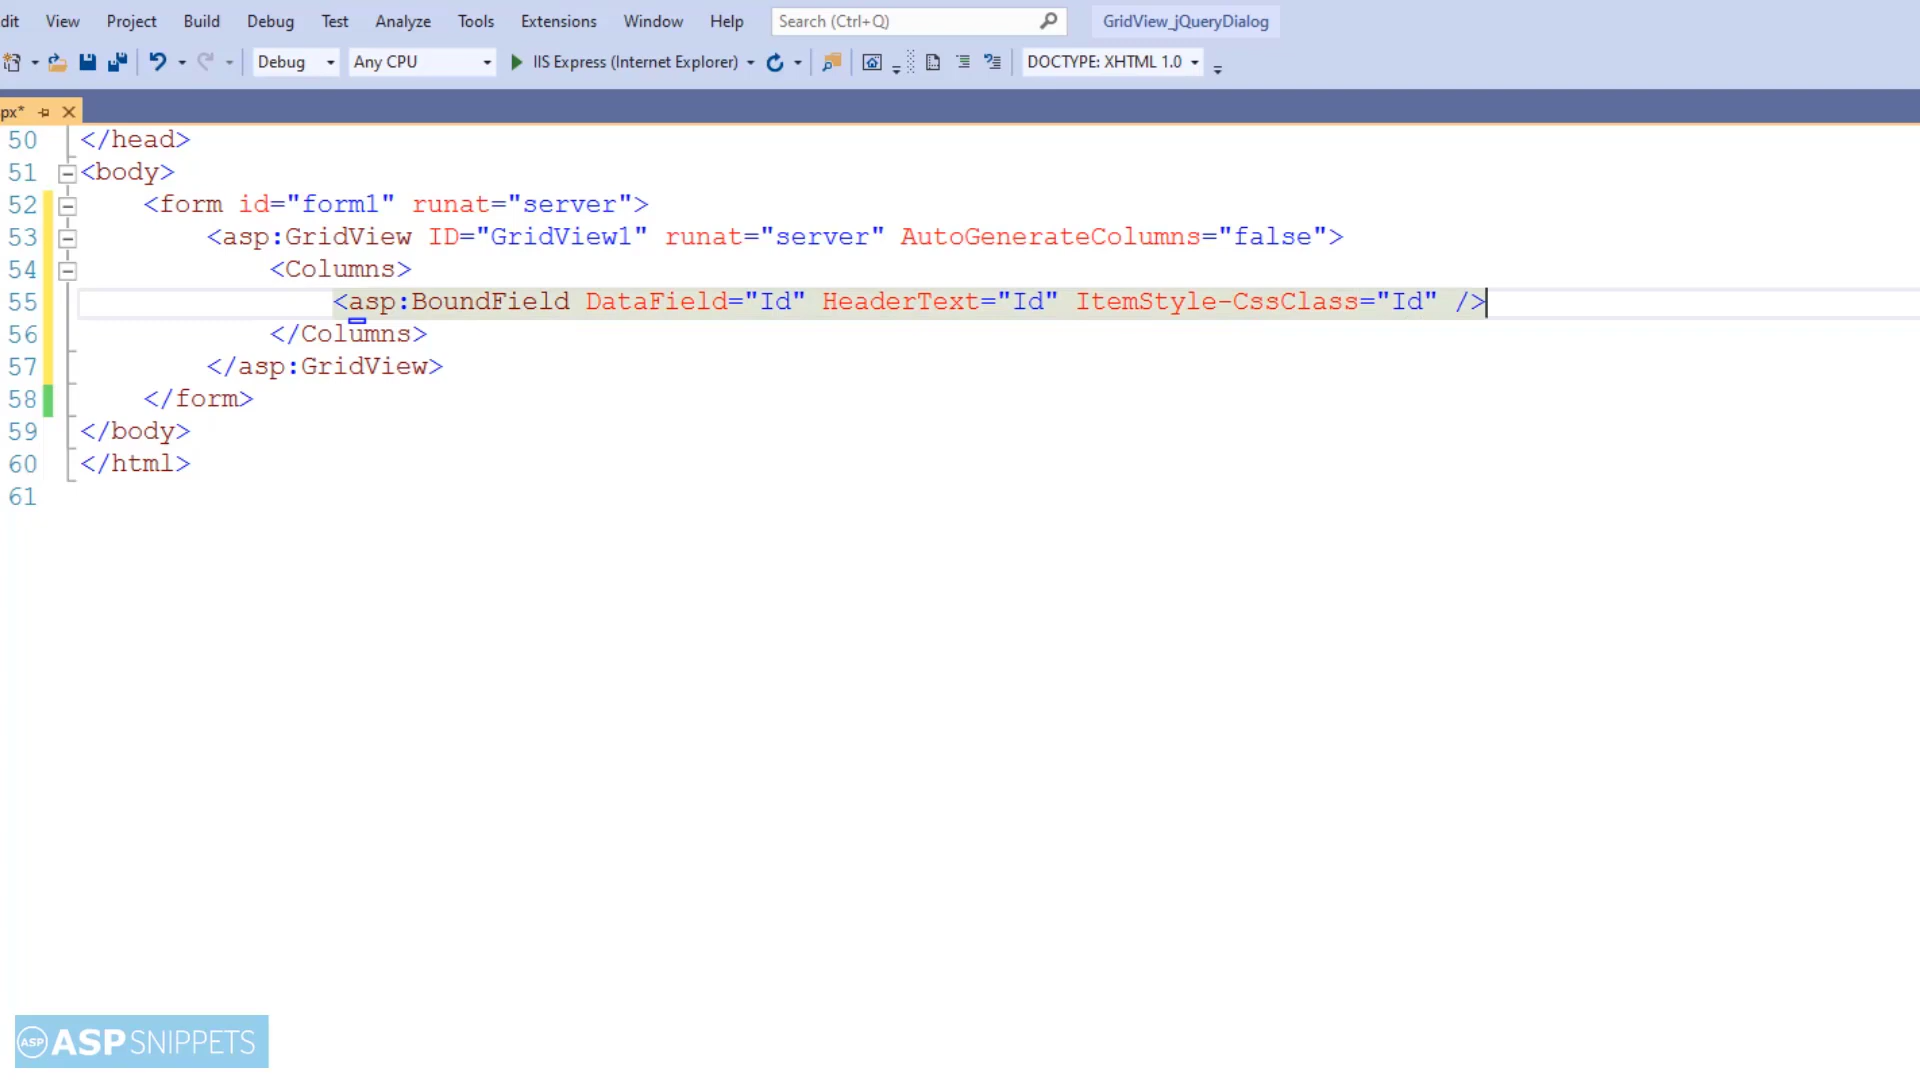 dit View Project Build Debug Test Analyze Tools Extensions Window Help Search (Ctrl+Q) GridView_jQueryDialog
Debug Any CPU IIS Express (Internet Explorer) DOCTYPE: XHTML 1.0
px*
50 </head>
51 <body>
52 <form id="form1" runat="server">
53 <asp:GridView ID="GridView1" runat="server" AutoGenerateColumns="false">
54 <Columns>
55 <asp:BoundField DataField="Id" HeaderText="Id" ItemStyle-CssClass="Id" />
56 </Columns>
57 </asp:GridView>
58 </form>
59 </body>
60 </html>
61
ASP ASPSNIPPETS